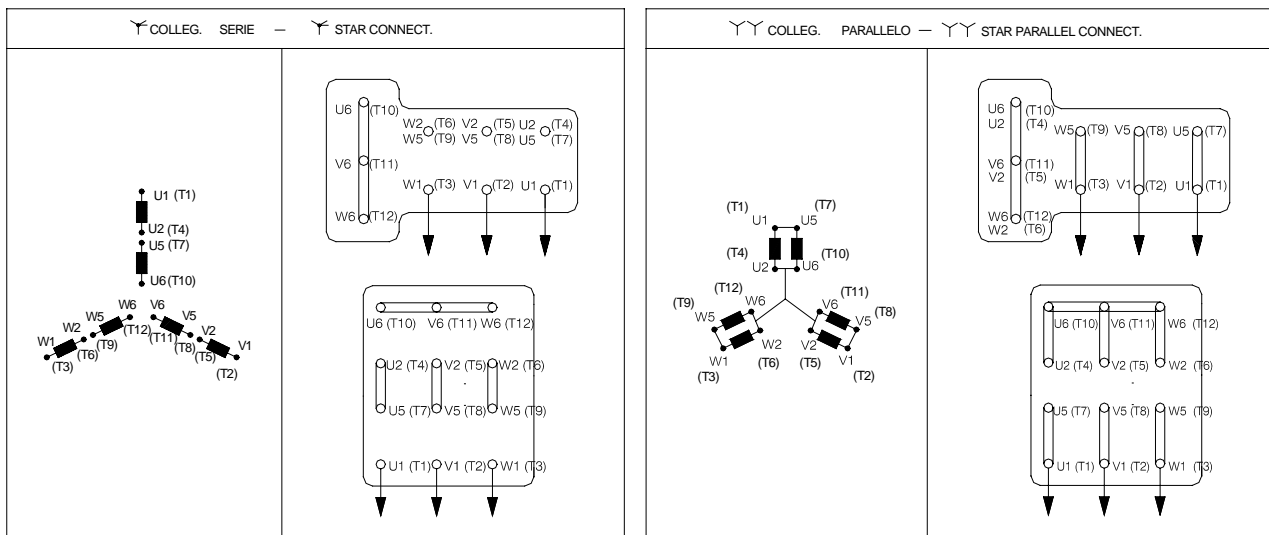 COLLEG. SERIE — STAR CONNECT.
U1 (T1)
U2 (T4)
U5 (T7)
U6 (T10)
W6 V6
W5 V5
W2 V2
W1 V1
(T12) (T11)
(T9) (T8)
(T6) (T5)
(T3) (T2)
U6 (T10)
W2 (T6) V2 (T5) U2 (T4)
W5 (T9) V5 (T8) U5 (T7)
V6 (T11)
W1 (T3) V1 (T2) U1 (T1)
W6 (T12)
U6 (T10) V6 (T11) W6 (T12)
U2 (T4) V2 (T5) W2 (T6)
U5 (T7) V5 (T8) W5 (T9)
U1 (T1) V1 (T2) W1 (T3)
COLLEG. PARALLELO — STAR PARALLEL CONNECT.
(T1) (T7)
U1 U5
(T4) (T10)
U2 U6
(T12) (T11)
(T9) W6 V6 (T8)
W5 V5
W2 V2
W1 V1
(T6) (T5)
(T3) (T2)
U6 (T10)
U2 (T4)
W5 (T9) V5 (T8) U5 (T7)
V6 (T11)
V2 (T5)
W1 (T3) V1 (T2) U1 (T1)
W6 (T12)
W2 (T6)
U6 (T10) V6 (T11) W6 (T12)
U2 (T4) V2 (T5) W2 (T6)
U5 (T7) V5 (T8) W5 (T9)
U1 (T1) V1 (T2) W1 (T3)